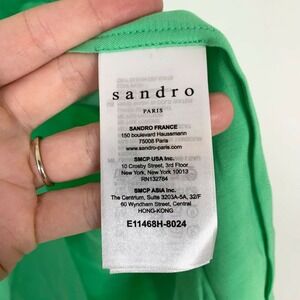 sandro
PARIS
SANDRO FRANCE
150 boulevard Haussmann
75008 Paris
www.sandro-paris.com
SMCP USA Inc.
10 Crosby Street, 3rd Floor
New York, New York 10013
RN132784
SMCP ASIA Inc.
The Centrium, Suite 3203A-5A, 32/F
60 Wyndham Street, Central
HONG-KONG
E11468H-8024